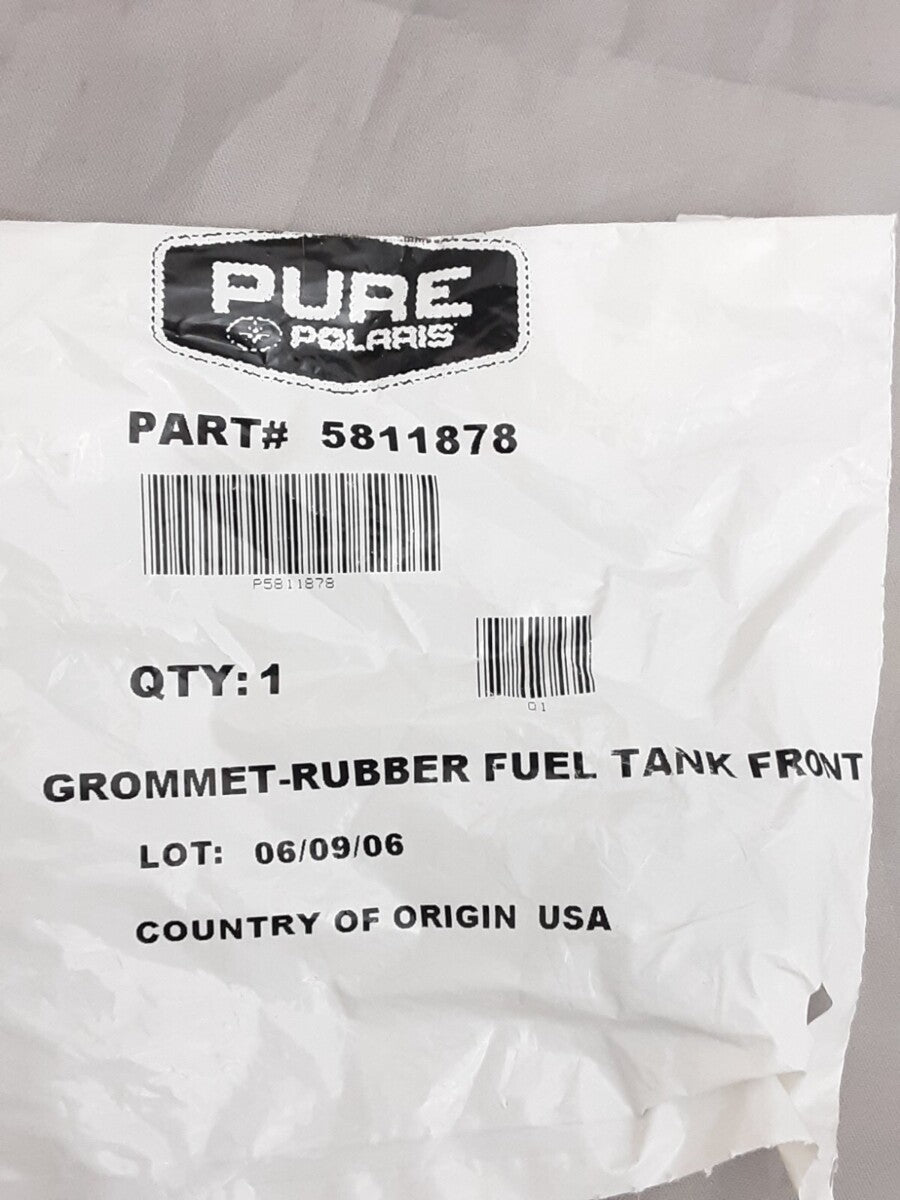 PURE
POLARIS
PART# 5811878
P5811878
QTY: 1
Q1
GROMMET-RUBBER FUEL TANK FRONT
LOT: 06/09/06
COUNTRY OF ORIGIN USA